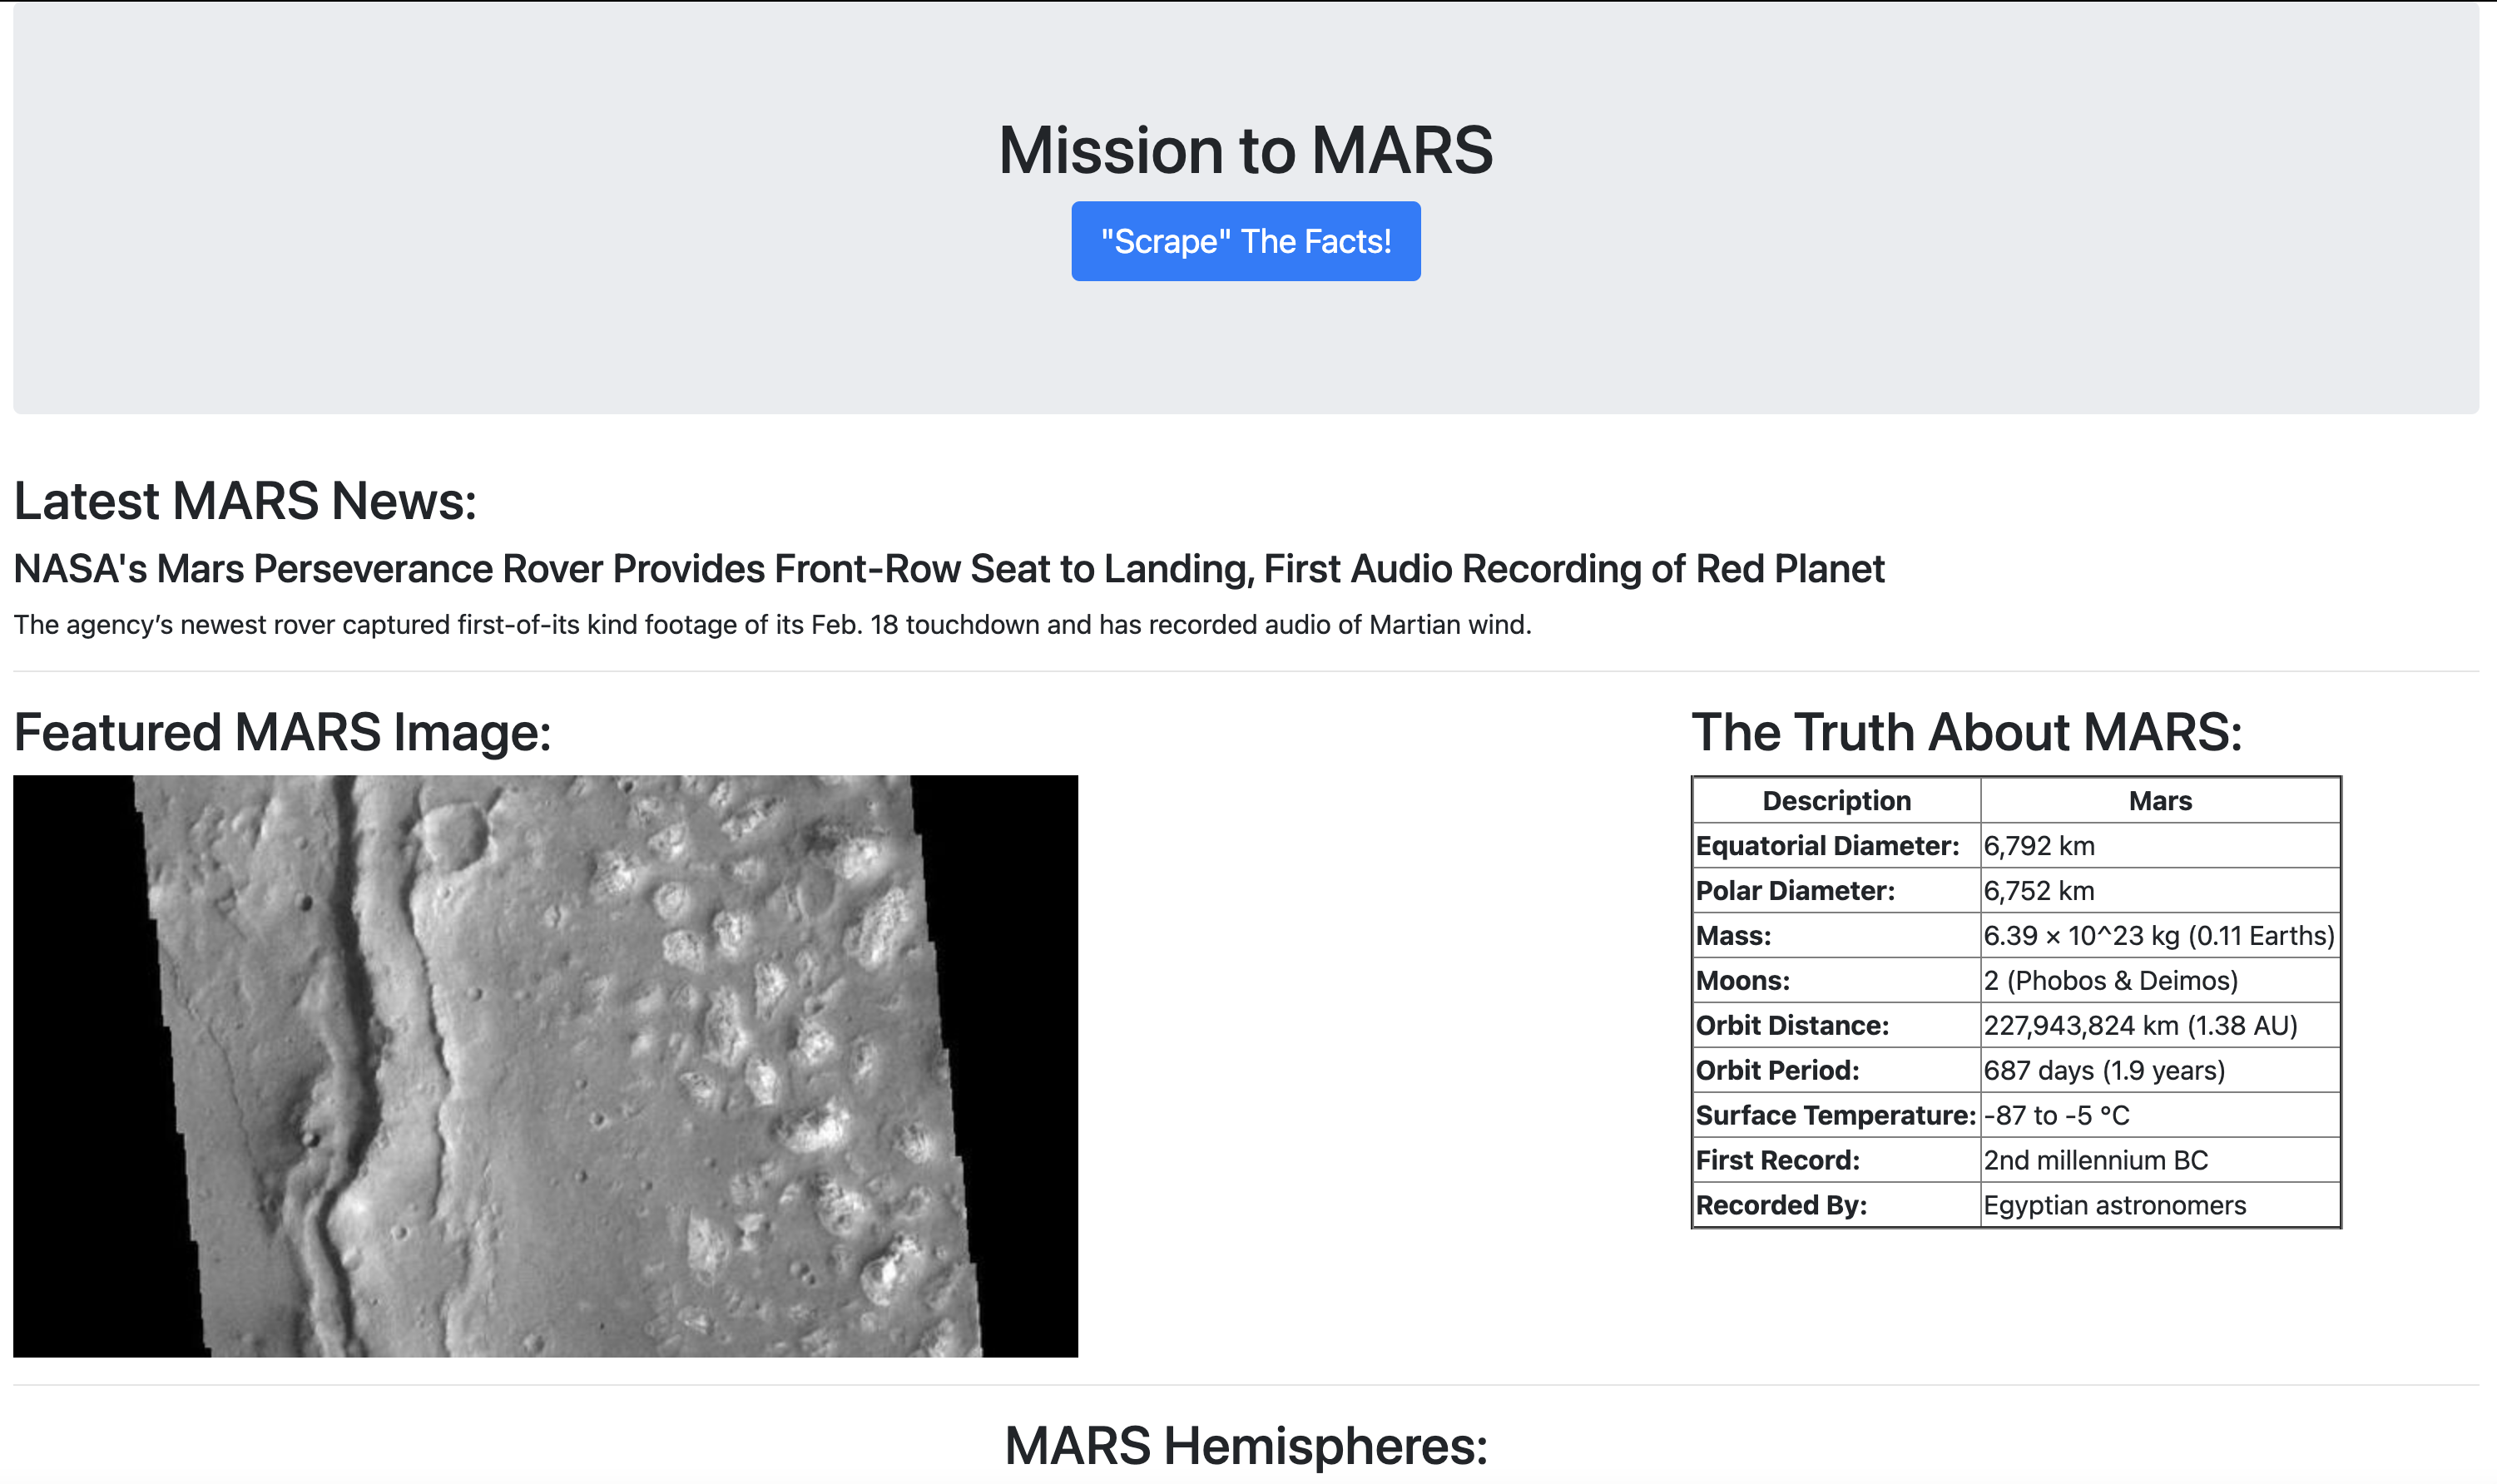 Mission to MARS
"Scrape" The Facts!
Latest MARS News:
NASA's Mars Perseverance Rover Provides Front-Row Seat to Landing, First Audio Recording of Red Planet
The agency’s newest rover captured first-of-its kind footage of its Feb. 18 touchdown and has recorded audio of Martian wind.
Featured MARS Image:
The Truth About MARS:
Description Mars
Equatorial Diameter: 6,792 km
Polar Diameter: 6,752 km
Mass: 6.39 × 10^23 kg (0.11 Earths)
Moons: 2 (Phobos & Deimos)
Orbit Distance: 227,943,824 km (1.38 AU)
Orbit Period: 687 days (1.9 years)
Surface Temperature: -87 to -5 °C
First Record: 2nd millennium BC
Recorded By: Egyptian astronomers
MARS Hemispheres: